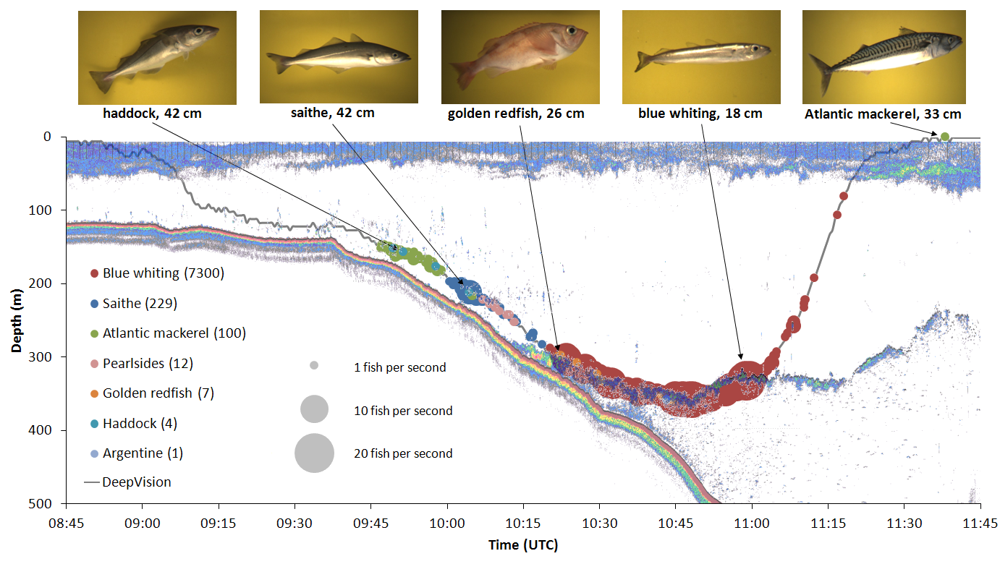 haddock, 42 cm
saithe, 42 cm
golden redfish, 26 cm
blue whiting, 18 cm
Atlantic mackerel, 33 cm
0
100
200
300
400
500
Depth (m)
Blue whiting (7300)
Saithe (229)
Atlantic mackerel (100)
Pearlsides (12)
Golden redfish (7)
Haddock (4)
Argentine (1)
DeepVision
1 fish per second
10 fish per second
20 fish per second
08:45 09:00 09:15 09:30 09:45 10:00 10:15 10:30 10:45 11:00 11:15 11:30 11:45
Time (UTC)